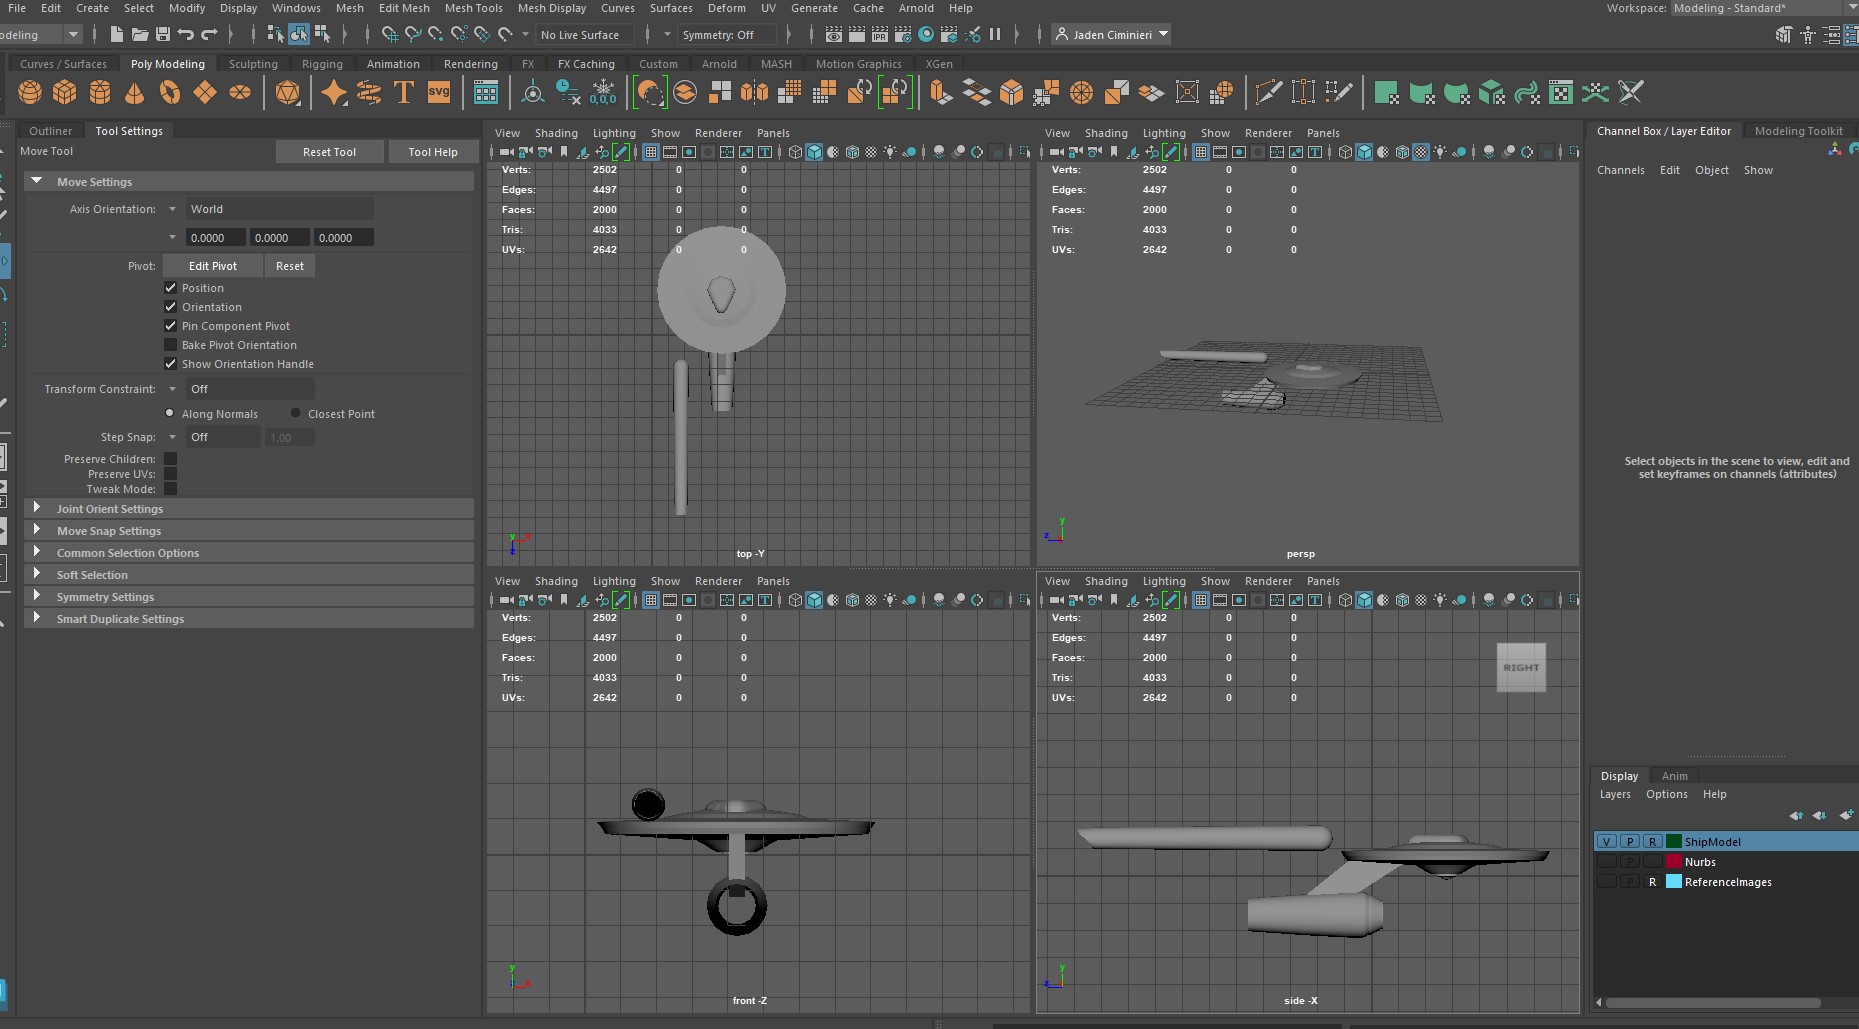 File Edit Create Select Modify Display Windows Mesh Edit Mesh Mesh Tools Mesh Display Curves Surfaces Deform UV Generate Cache Arnold Help
Workspace: Modeling - Standard*
odeling
No Live Surface
Symmetry: Off
IPR
Jaden Ciminieri
Curves / Surfaces Poly Modeling Sculpting Rigging Animation Rendering FX FX Caching Custom Arnold MASH Motion Graphics XGen
T
SVG
0,0,0
Outliner Tool Settings
Move Tool
Reset Tool
Tool Help
Move Settings
Axis Orientation: World
0.0000 0.0000 0.0000
Pivot: Edit Pivot Reset
Position
Orientation
Pin Component Pivot
Bake Pivot Orientation
Show Orientation Handle
Transform Constraint: Off
Along Normals Closest Point
Step Snap: Off 1.00
Preserve Children:
Preserve UVs:
Tweak Mode:
Joint Orient Settings
Move Snap Settings
Common Selection Options
Soft Selection
Symmetry Settings
Smart Duplicate Settings
View Shading Lighting Show Renderer Panels
Verts: 2502 0 0
Edges: 4497 0 0
Faces: 2000 0 0
Tris: 4033 0 0
UVs: 2642 0 0
y x
z
top -Y
View Shading Lighting Show Renderer Panels
Verts: 2502 0 0
Edges: 4497 0 0
Faces: 2000 0 0
Tris: 4033 0 0
UVs: 2642 0 0
y
z
persp
View Shading Lighting Show Renderer Panels
Verts: 2502 0 0
Edges: 4497 0 0
Faces: 2000 0 0
Tris: 4033 0 0
UVs: 2642 0 0
y
z x
front -Z
View Shading Lighting Show Renderer Panels
Verts: 2502 0 0
Edges: 4497 0 0
Faces: 2000 0 0
Tris: 4033 0 0
UVs: 2642 0 0
RIGHT
y
z
side -X
Channel Box / Layer Editor Modeling Toolkit
Channels Edit Object Show
Select objects in the scene to view, edit and
set keyframes on channels (attributes)
Display Anim
Layers Options Help
V P R ShipModel
P Nurbs
P R ReferenceImages